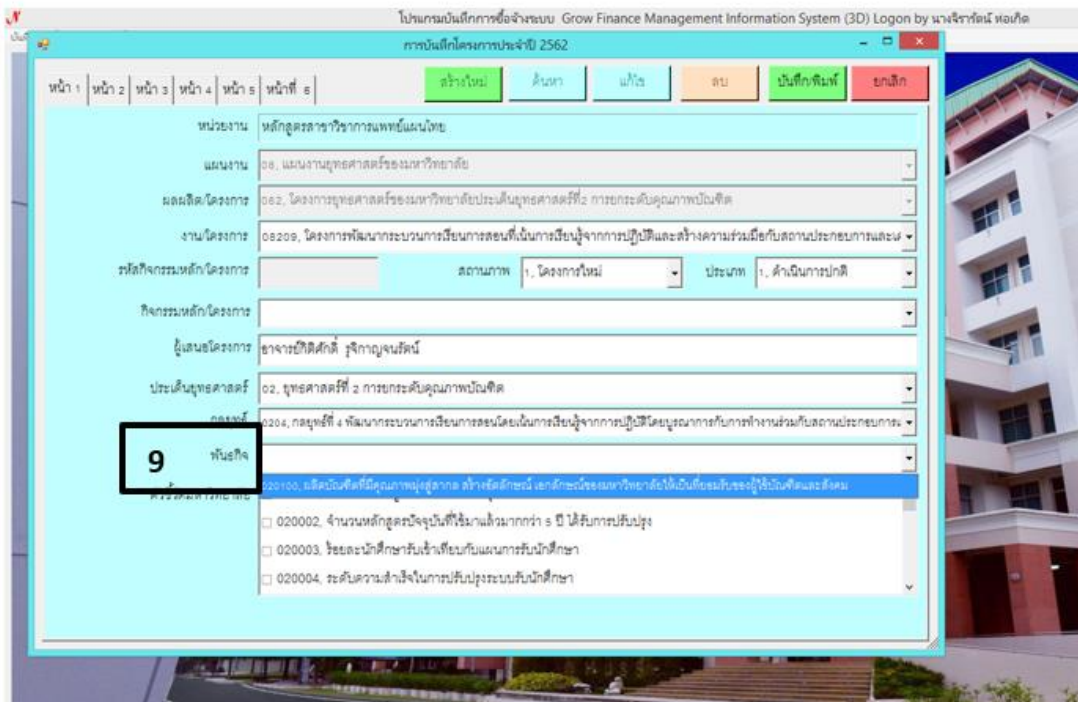 โปรแกรมบันทึกการซื้อจ้างระบบ Grow Finance Management Information System (3D) Logon by นางจิรารัตน์ ห่อเกิด
การบันทึกโครงการประจำปี 2562
หน้า 1 หน้า 2 หน้า 3 หน้า 4 หน้า 5 หน้าที่ 6
สร้างใหม่ ค้นหา แก้ไข ลบ บันทึก/พิมพ์ ยกเลิก
หน่วยงาน หลักสูตรสาขาวิชาการแพทย์แผนไทย
แผนงาน 08, แผนงานยุทธศาสตร์ของมหาวิทยาลัย
ผลผลิต/โครงการ 082, โครงการยุทธศาสตร์ของมหาวิทยาลัยประเด็นยุทธศาสตร์ที่2 การยกระดับคุณภาพบัณฑิต
งาน/โครงการ 08209, โครงการพัฒนากระบวนการเรียนการสอนที่เน้นการเรียนรู้จากการปฏิบัติและสร้างความร่วมมือกับสถานประกอบการและเ
รหัสกิจกรรมหลัก/โครงการ สถานภาพ 1, โครงการใหม่ ประเภท 1, ดำเนินการปกติ
กิจกรรมหลัก/โครงการ
ผู้เสนอโครงการ อาจารย์กิติศักดิ์ รุจิกาญจนรัตน์
ประเด็นยุทธศาสตร์ 02, ยุทธศาสตร์ที่ 2 การยกระดับคุณภาพบัณฑิต
กลยุทธ์ 0204, กลยุทธ์ที่ 4 พัฒนากระบวนการเรียนการสอนโดยเน้นการเรียนรู้จากการปฏิบัติโดยบูรณาการกับการทำงานร่วมกับสถานประกอบการแ
9 พันธกิจ
020100, ผลิตบัณฑิตที่มีคุณภาพมุ่งสู่สากล สร้างอัตลักษณ์ เอกลักษณ์ของมหาวิทยาลัยให้เป็นที่ยอมรับของผู้ใช้บัณฑิตและสังคม
020002, จำนวนหลักสูตรปัจจุบันที่ใช้มาแล้วมากกว่า 5 ปี ได้รับการปรับปรุง
020003, ร้อยละนักศึกษารับเข้าเทียบกับแผนการรับนักศึกษา
020004, ระดับความสำเร็จในการปรับปรุงระบบรับนักศึกษา